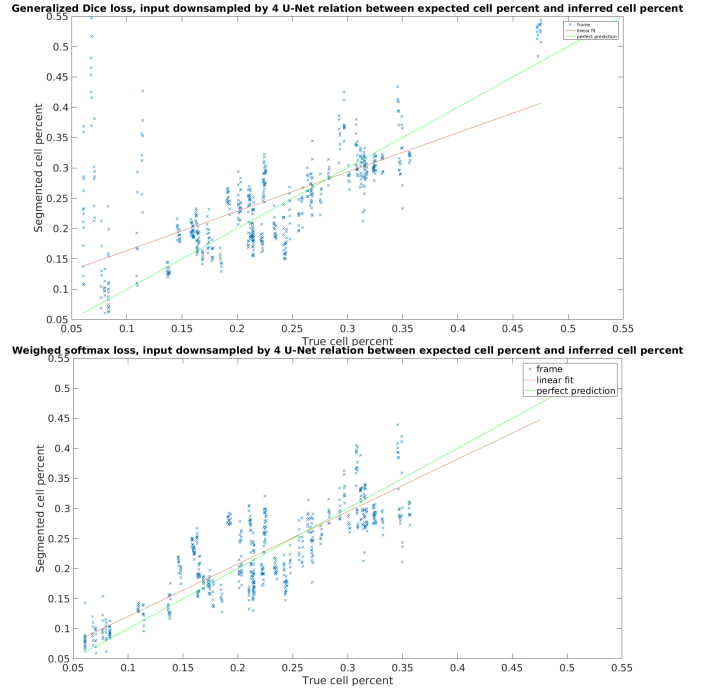 Generalized Dice loss, input downsampled by 4 U-Net relation between expected cell percent and inferred cell percent
0.55
0.5
0.45
0.4
0.35
0.3
0.25
0.2
0.15
0.1
0.05
Segmented cell percent
frame
linear fit
perfect prediction
0.05 0.1 0.15 0.2 0.25 0.3 0.35 0.4 0.45 0.5 0.55
True cell percent
Weighed softmax loss, input downsampled by 4 U-Net relation between expected cell percent and inferred cell percent
0.55
0.5
0.45
0.4
0.35
0.3
0.25
0.2
0.15
0.1
0.05
Segmented cell percent
frame
linear fit
perfect prediction
0.05 0.1 0.15 0.2 0.25 0.3 0.35 0.4 0.45 0.5 0.55
True cell percent